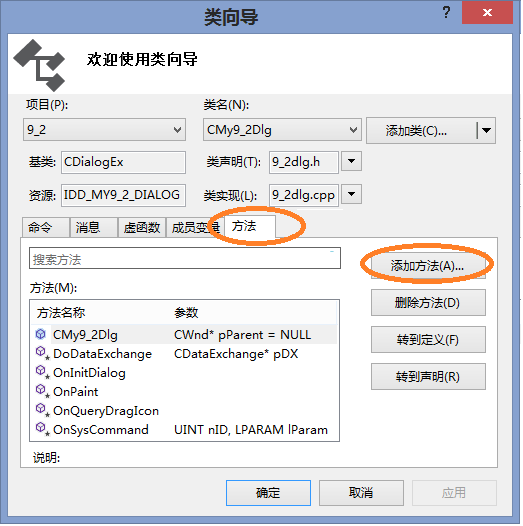 类向导
? ×
欢迎使用类向导
项目(P): 类名(N):
9_2 CMy9_2Dlg 添加类(C)...
基类: CDialogEx 类声明(T): 9_2dlg.h
资源: IDD_MY9_2_DIALOG 类实现(L): 9_2dlg.cpp
命令 消息 虚函数 成员变量 方法
搜索方法 添加方法(A)...
方法(M): 删除方法(D)
方法名称 参数
CMy9_2Dlg CWnd* pParent = NULL 转到定义(F)
DoDataExchange CDataExchange* pDX
OnInitDialog 转到声明(R)
OnPaint
OnQueryDragIcon
OnSysCommand UINT nID, LPARAM lParam
说明:
确定 取消 应用